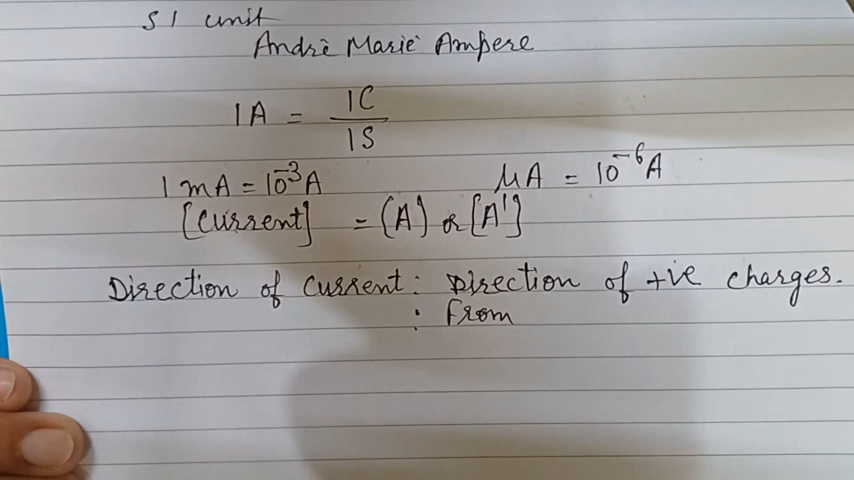 SI unit
Andrè Marie Ampere
1A = 1C / 1S
1 mA = 10⁻³A μA = 10⁻⁶A
[Current] = (A) or [A¹]
Direction of Current : Direction of +ve charges.
: From